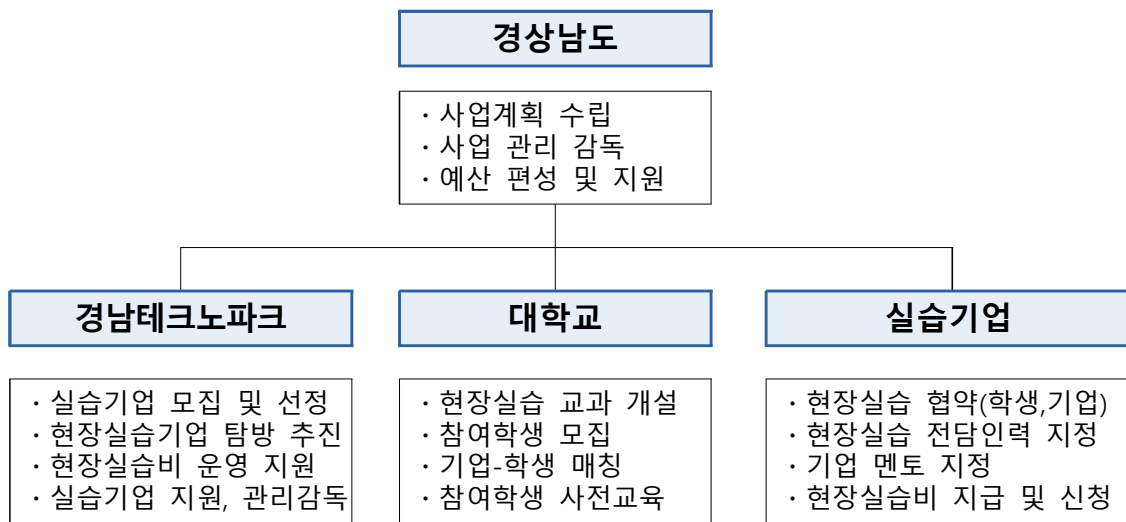 경상남도
· 사업계획 수립
· 사업 관리 감독
· 예산 편성 및 지원
경남테크노파크
· 실습기업 모집 및 선정
· 현장실습기업 탐방 추진
· 현장실습비 운영 지원
· 실습기업 지원, 관리감독
대학교
· 현장실습 교과 개설
· 참여학생 모집
· 기업-학생 매칭
· 참여학생 사전교육
실습기업
· 현장실습 협약(학생,기업)
· 현장실습 전담인력 지정
· 기업 멘토 지정
· 현장실습비 지급 및 신청